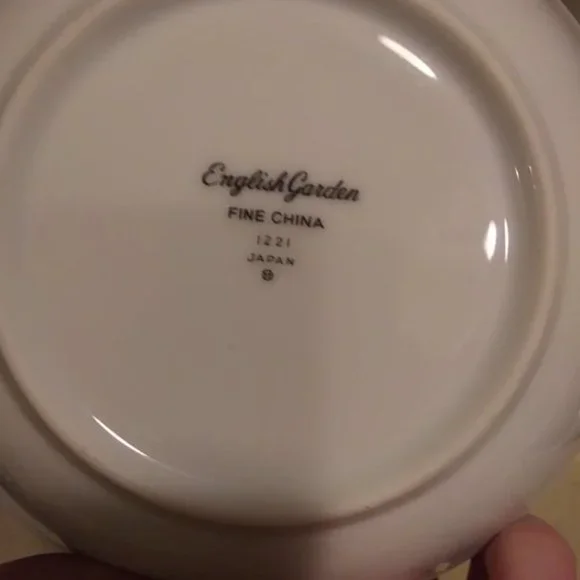 English Garden
FINE CHINA
1221
JAPAN